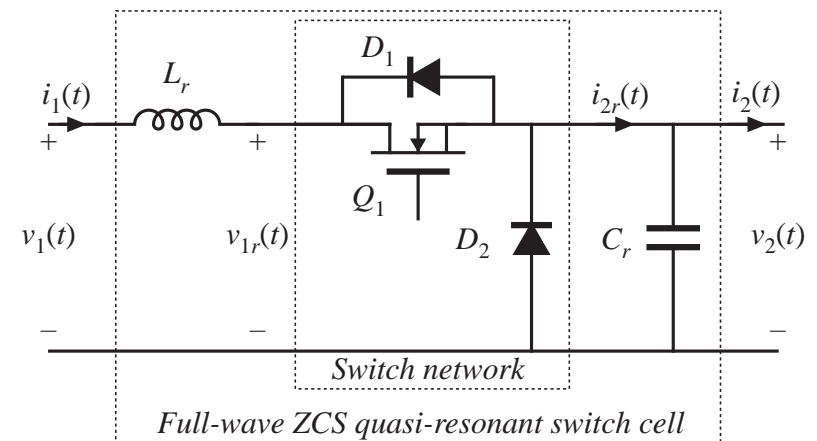 D₁
Lᵣ
i₁(t)
i₂ᵣ(t)
i₂(t)
+
+
+
Q₁
v₁(t)
v₁ᵣ(t)
D₂
Cᵣ
v₂(t)
–
–
–
Switch network
Full-wave ZCS quasi-resonant switch cell